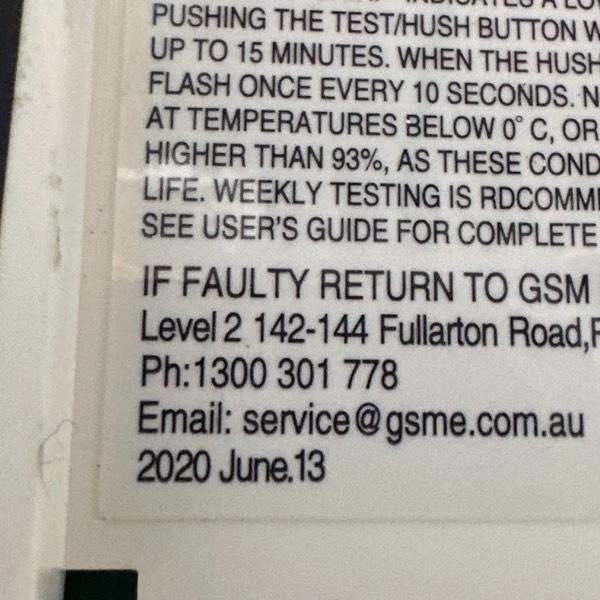 INDICATES A LO
PUSHING THE TEST/HUSH BUTTON W
UP TO 15 MINUTES. WHEN THE HUSH
FLASH ONCE EVERY 10 SECONDS. N
AT TEMPERATURES BELOW 0° C, OR
HIGHER THAN 93%, AS THESE COND
LIFE. WEEKLY TESTING IS RDCOMM
SEE USER'S GUIDE FOR COMPLETE
IF FAULTY RETURN TO GSM
Level 2 142-144 Fullarton Road,
Ph:1300 301 778
Email: service@gsme.com.au
2020 June.13